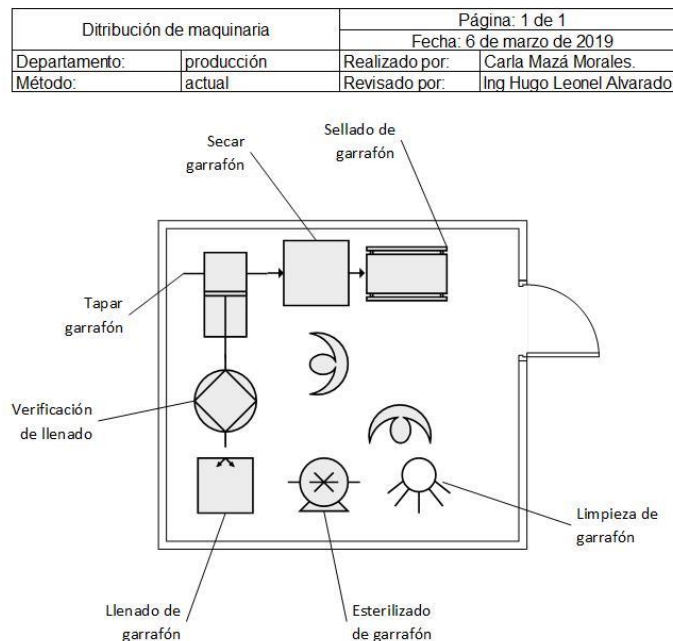 Ditribución de maquinaria
Página: 1 de 1
Fecha: 6 de marzo de 2019
Departamento: producción Realizado por: Carla Mazá Morales.
Método: actual Revisado por: Ing Hugo Leonel Alvarado
Sellado de
garrafón
Secar
garrafón
Tapar
garrafón
Verificación
de llenado
Limpieza de
garrafón
Llenado de
garrafón
Esterilizado
de garrafón